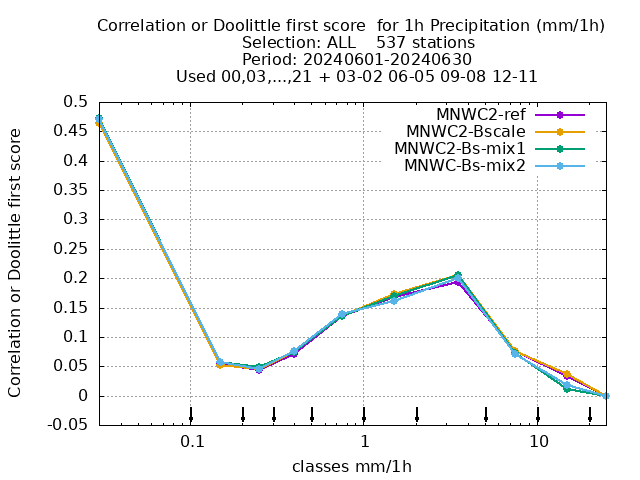 Correlation or Doolittle first score  for 1h Precipitation (mm/1h)
Selection: ALL    537 stations
Period: 20240601-20240630
Used 00,03,...,21 + 03-02 06-05 09-08 12-11
MNWC2-ref
MNWC2-Bscale
MNWC2-Bs-mix1
MNWC-Bs-mix2
Correlation or Doolittle first score
0.5
0.45
0.4
0.35
0.3
0.25
0.2
0.15
0.1
0.05
0
-0.05
0.1
1
10
classes mm/1h